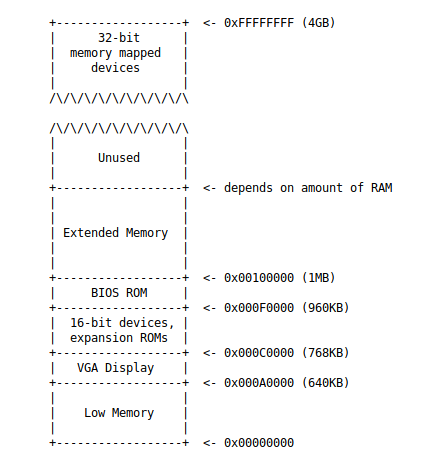 +------------------+ <- 0xFFFFFFFF (4GB)
| 32-bit |
| memory mapped |
| devices |
| |
/\/\/\/\/\/\/\/\/\/\
/\/\/\/\/\/\/\/\/\/\
| |
| Unused |
| |
+------------------+ <- depends on amount of RAM
| |
| |
| Extended Memory |
| |
| |
+------------------+ <- 0x00100000 (1MB)
| BIOS ROM |
+------------------+ <- 0x000F0000 (960KB)
| 16-bit devices, |
| expansion ROMs |
+------------------+ <- 0x000C0000 (768KB)
| VGA Display |
+------------------+ <- 0x000A0000 (640KB)
| |
| Low Memory |
| |
+------------------+ <- 0x00000000